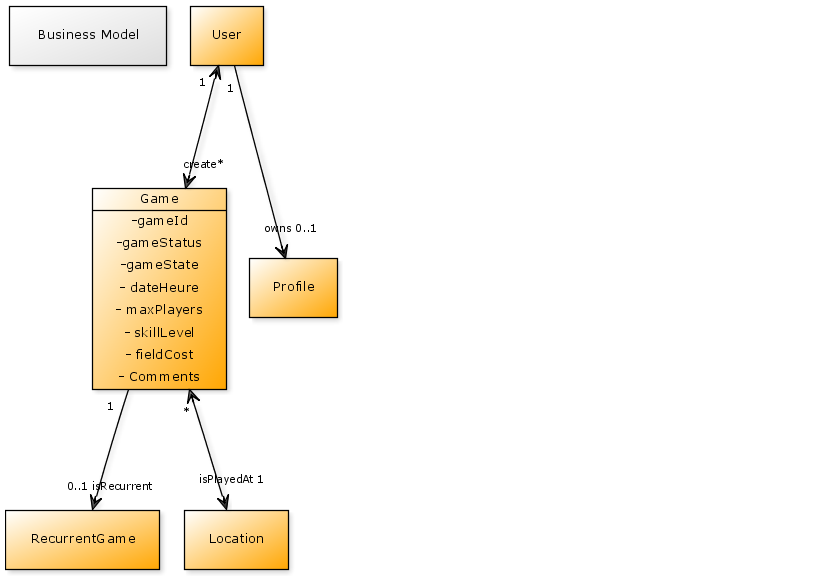 Business Model
User
1
1
create*
Game
-gameId
-gameStatus
-gameState
- dateHeure
- maxPlayers
- skillLevel
- fieldCost
- Comments
owns 0..1
Profile
1
*
0..1 isRecurrent
isPlayedAt 1
RecurrentGame
Location